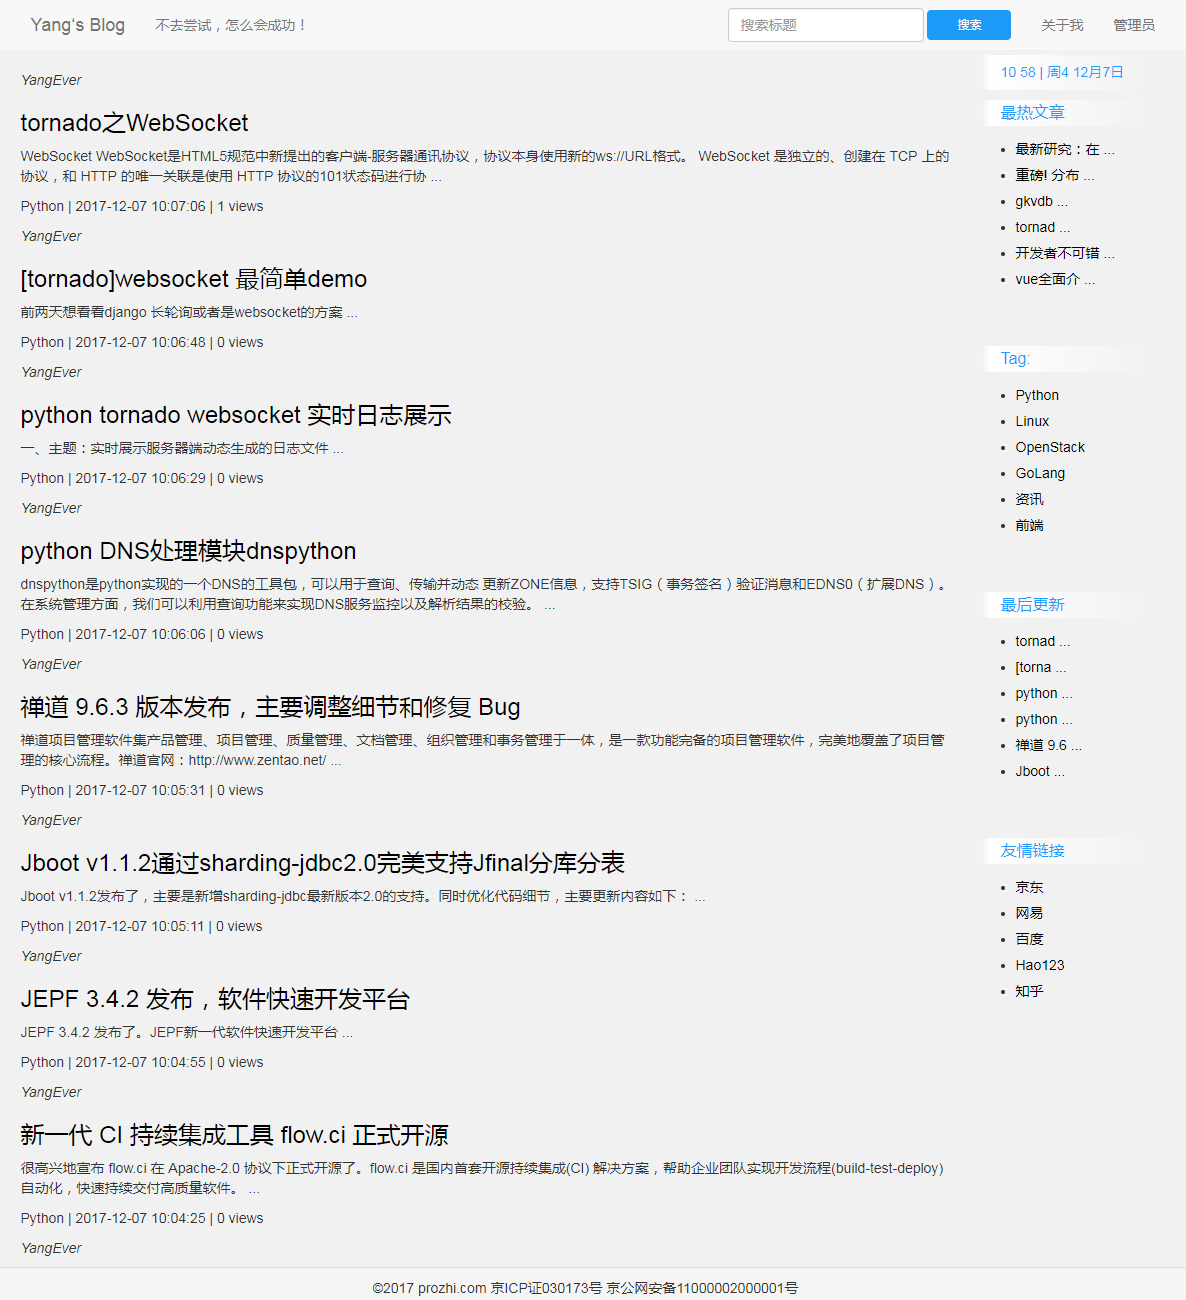 Yang's Blog 不去尝试，怎么会成功！ 搜索标题 搜索 关于我 管理员
YangEver
tornado之WebSocket
WebSocket WebSocket是HTML5规范中新提出的客户端-服务器通讯协议，协议本身使用新的ws://URL格式。 WebSocket 是独立的、创建在 TCP 上的
协议，和 HTTP 的唯一关联是使用 HTTP 协议的101状态码进行协 ...
Python | 2017-12-07 10:07:06 | 1 views
YangEver
[tornado]websocket 最简单demo
前两天想看看django 长轮询或者是websocket的方案 ...
Python | 2017-12-07 10:06:48 | 0 views
YangEver
python tornado websocket 实时日志展示
一、主题：实时展示服务器端动态生成的日志文件 ...
Python | 2017-12-07 10:06:29 | 0 views
YangEver
python DNS处理模块dnspython
dnspython是python实现的一个DNS的工具包，可以用于查询、传输并动态 更新ZONE信息，支持TSIG（事务签名）验证消息和EDNS0（扩展DNS）。
在系统管理方面，我们可以利用查询功能来实现DNS服务监控以及解析结果的校验。 ...
Python | 2017-12-07 10:06:06 | 0 views
YangEver
禅道 9.6.3 版本发布，主要调整细节和修复 Bug
禅道项目管理软件集产品管理、项目管理、质量管理、文档管理、组织管理和事务管理于一体，是一款功能完备的项目管理软件，完美地覆盖了项目管
理的核心流程。禅道官网：http://www.zentao.net/ ...
Python | 2017-12-07 10:05:31 | 0 views
YangEver
Jboot v1.1.2通过sharding-jdbc2.0完美支持Jfinal分库分表
Jboot v1.1.2发布了，主要是新增sharding-jdbc最新版本2.0的支持。同时优化代码细节，主要更新内容如下： ...
Python | 2017-12-07 10:05:11 | 0 views
YangEver
JEPF 3.4.2 发布，软件快速开发平台
JEPF 3.4.2 发布了。JEPF新一代软件快速开发平台 ...
Python | 2017-12-07 10:04:55 | 0 views
YangEver
新一代 CI 持续集成工具 flow.ci 正式开源
很高兴地宣布 flow.ci 在 Apache-2.0 协议下正式开源了。flow.ci 是国内首套开源持续集成(CI) 解决方案，帮助企业团队实现开发流程(build-test-deploy)
自动化，快速持续交付高质量软件。 ...
Python | 2017-12-07 10:04:25 | 0 views
YangEver
10 58 | 周4 12月7日
最热文章
最新研究：在 ...
重磅! 分布 ...
gkvdb ...
tornad ...
开发者不可错 ...
vue全面介 ...
Tag:
Python
Linux
OpenStack
GoLang
资讯
前端
最后更新
tornad ...
[torna ...
python ...
python ...
禅道 9.6 ...
Jboot ...
友情链接
京东
网易
百度
Hao123
知乎
©2017 prozhi.com 京ICP证030173号 京公网安备11000002000001号